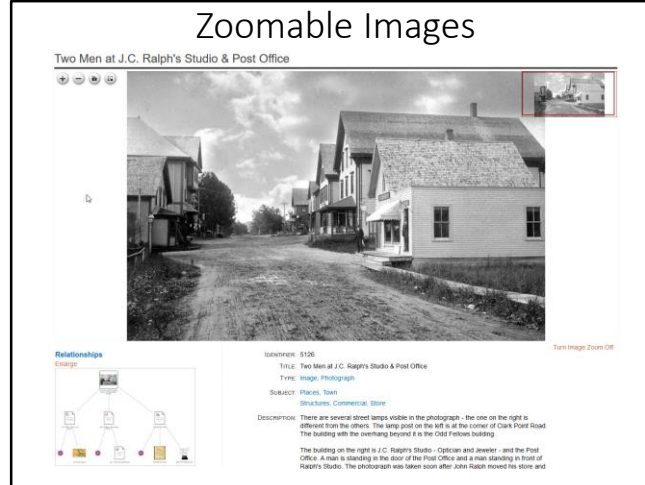 Zoomable Images
Two Men at J.C. Ralph's Studio & Post Office
Turn Image Zoom Off
Relationships
Enlarge
IDENTIFIER: 5126
TITLE: Two Men at J.C. Ralph's Studio & Post Office
TYPE: Image, Photograph
SUBJECT: Places, Town
Structures, Commercial, Store
DESCRIPTION: There are several street lamps visible in the photograph - the one on the right is
different from the others. The lamp post on the left is at the corner of Clark Point Road.
The building with the overhang beyond it is the Odd Fellows building.
The building on the right is J.C. Ralph's Studio - Optician and Jeweler - and the Post
Office. A man is standing in the door of the Post Office and a man standing in front of
Ralph's Studio. The photograph was taken soon after John Ralph moved his store and